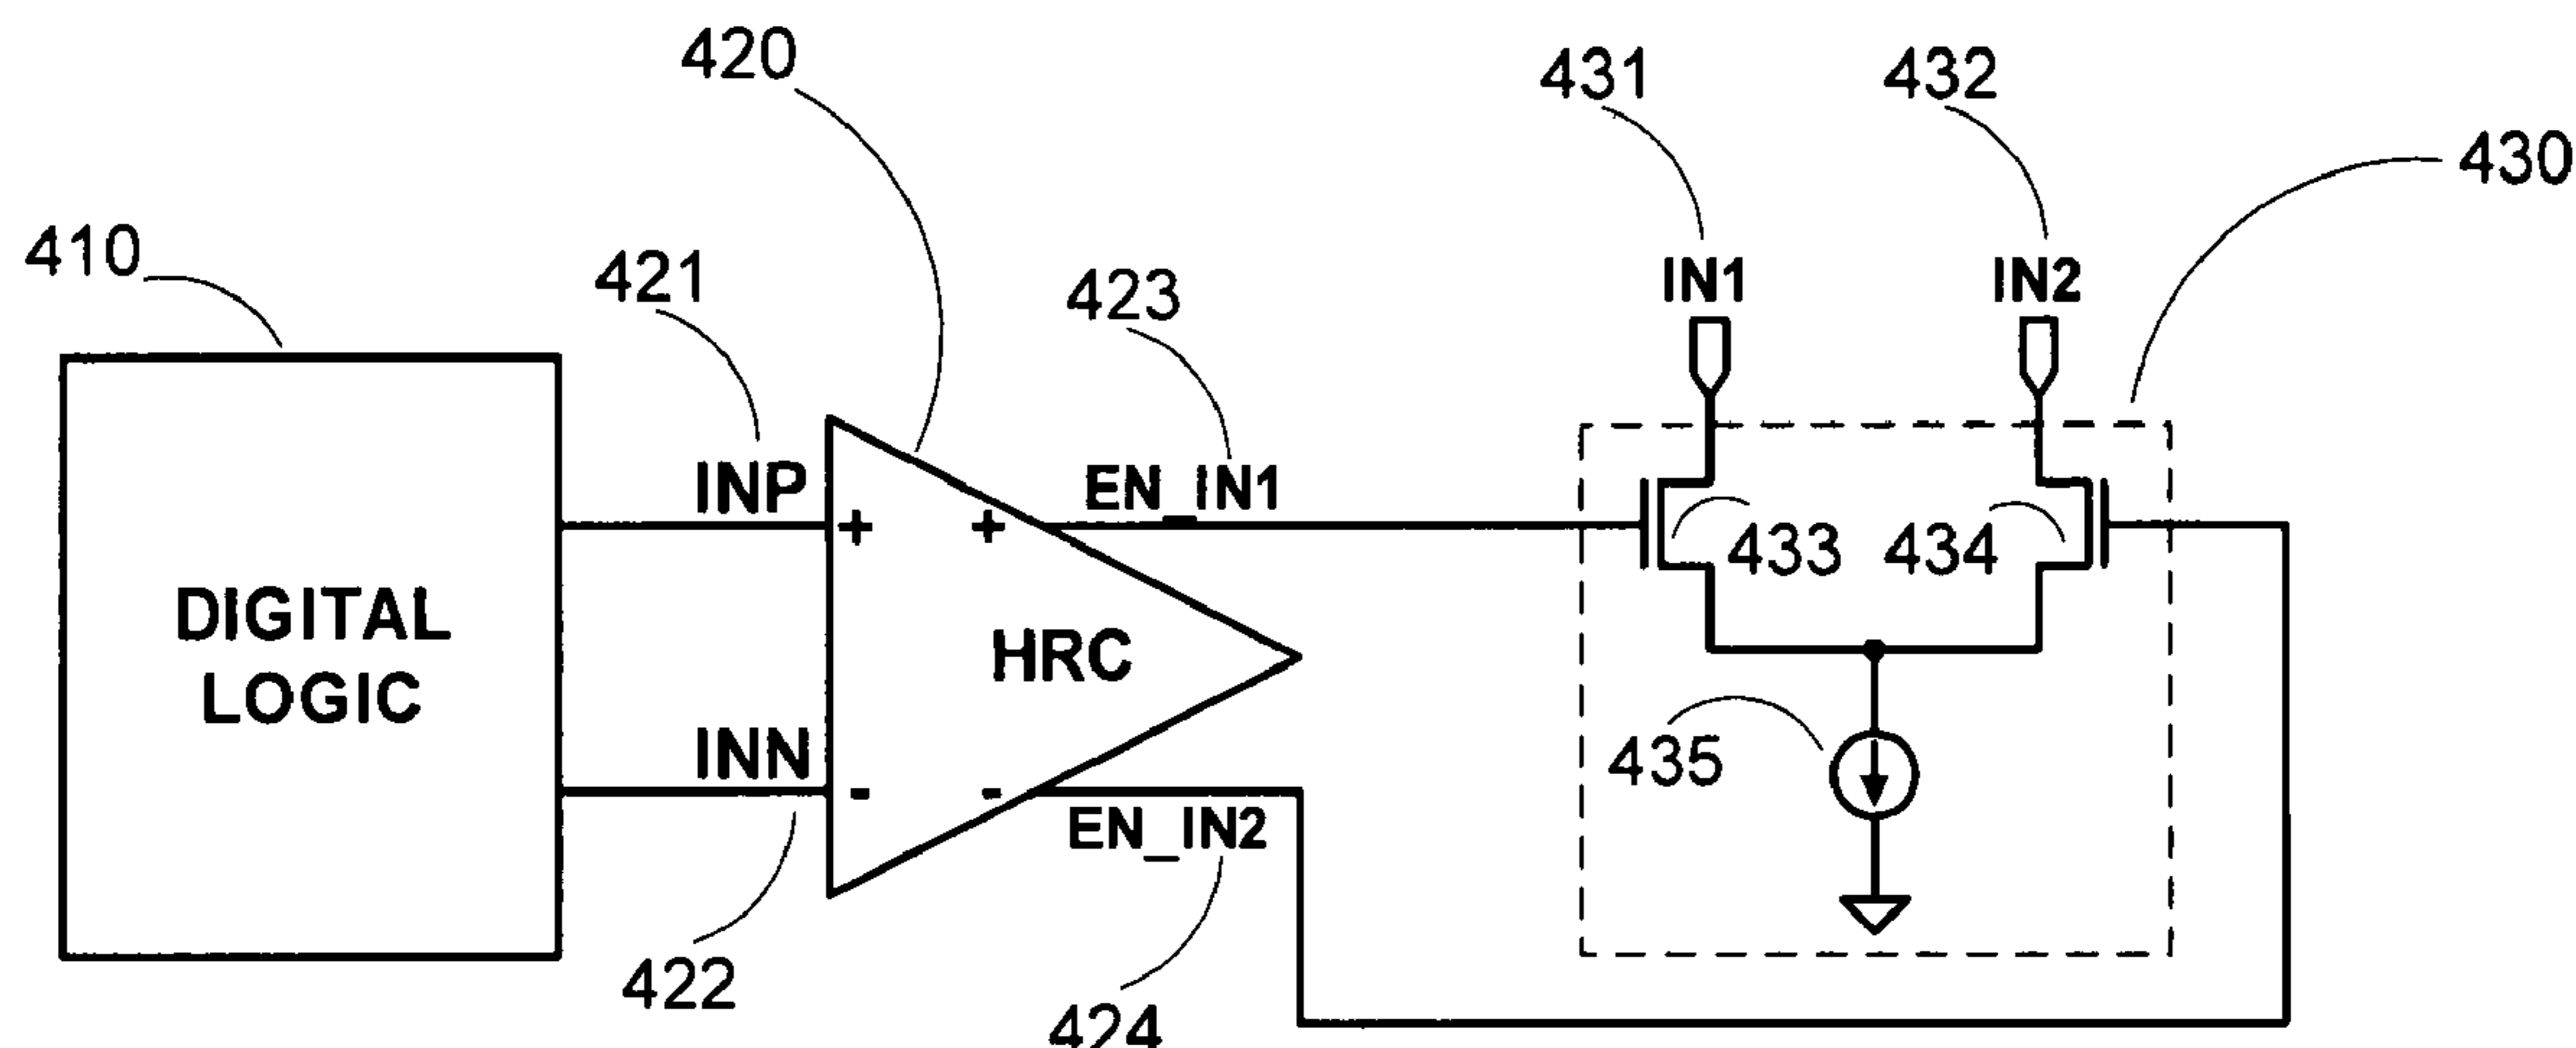 420
431
432
430
410
421
423
IN1
IN2
INP
EN_IN1
+
+
433
434
DIGITAL
LOGIC
HRC
INN
435
-
-
EN_IN2
422
424